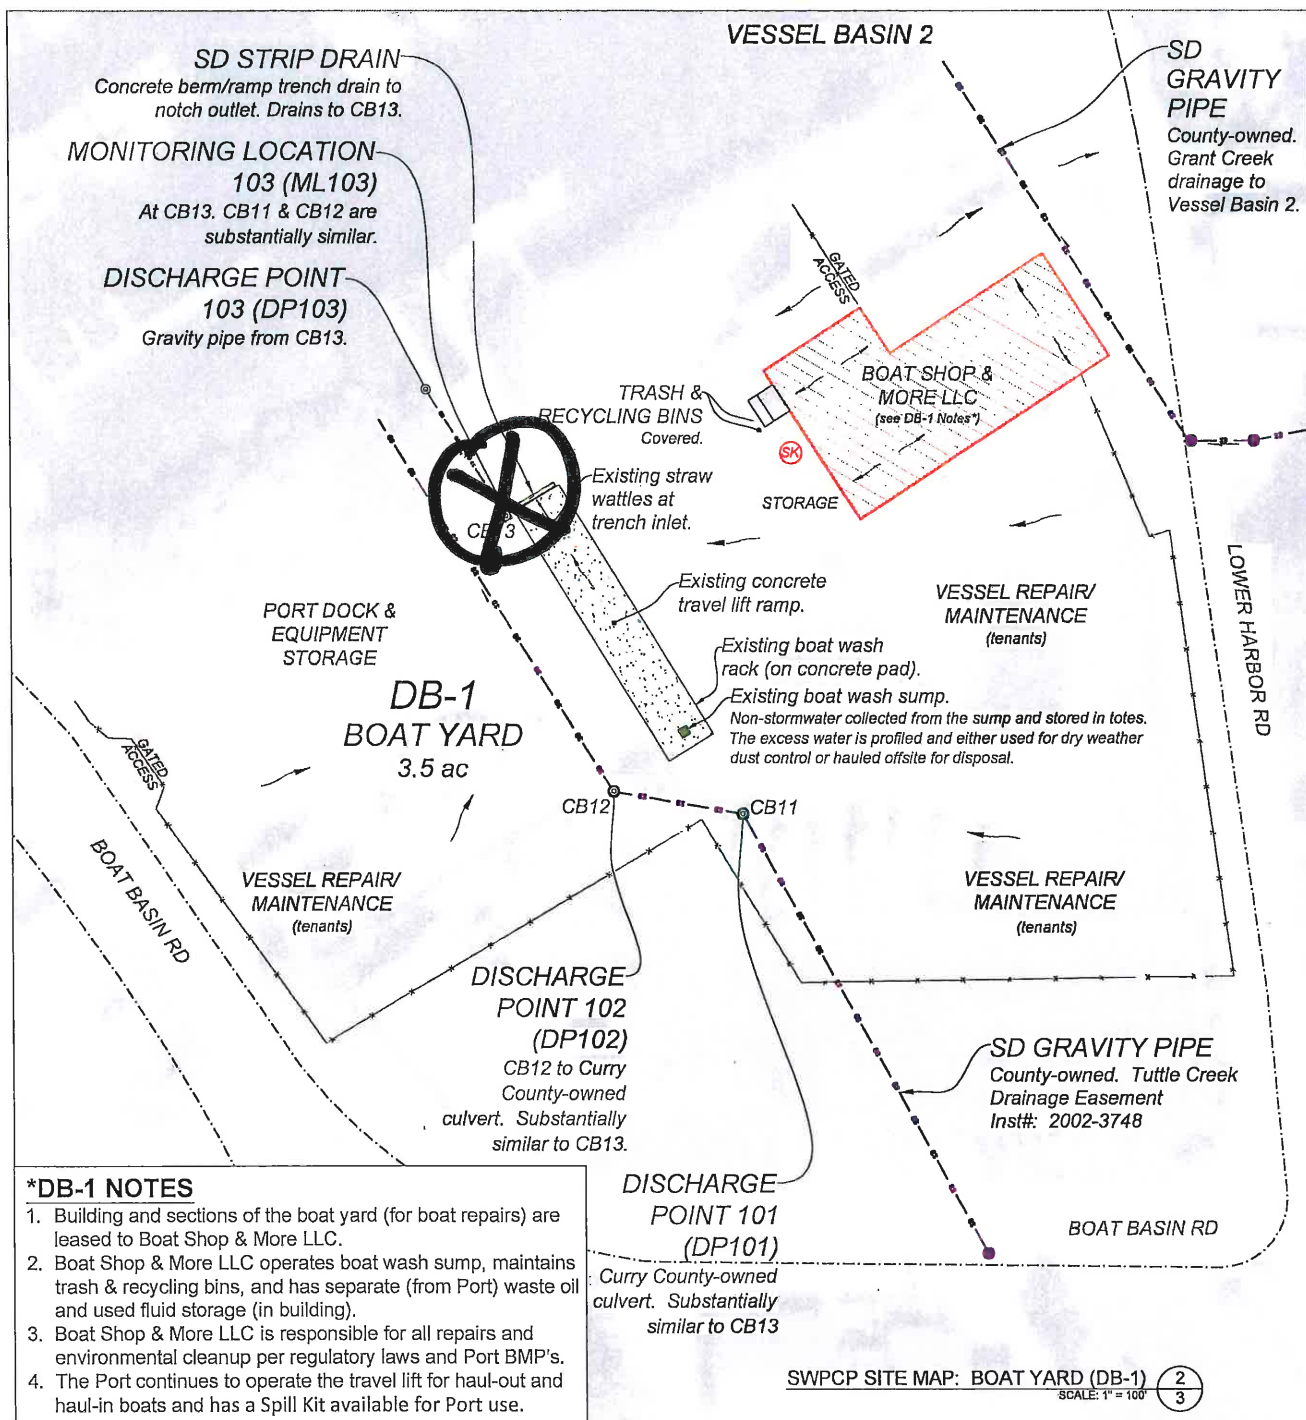 VESSEL BASIN 2
SD STRIP DRAIN
Concrete berm/ramp trench drain to
notch outlet. Drains to CB13.
MONITORING LOCATION
103 (ML103)
At CB13. CB11 & CB12 are
substantially similar.
DISCHARGE POINT
103 (DP103)
Gravity pipe from CB13.
SD
GRAVITY
PIPE
County-owned.
Grant Creek
drainage to
Vessel Basin 2.
GATED
ACCESS
BOAT SHOP &
MORE LLC
(see DB-1 Notes*)
TRASH &
RECYCLING BINS
Covered.
SK
STORAGE
Existing straw
wattles at
trench inlet.
Existing concrete
travel lift ramp.
Existing boat wash
rack (on concrete pad).
Existing boat wash sump.
Non-stormwater collected from the sump and stored in totes.
The excess water is profiled and either used for dry weather
dust control or hauled offsite for disposal.
VESSEL REPAIR/
MAINTENANCE
(tenants)
LOWER HARBOR RD
PORT DOCK &
EQUIPMENT
STORAGE
DB-1
BOAT YARD
3.5 ac
GATED
ACCESS
BOAT BASIN RD
CB12
CB11
VESSEL REPAIR/
MAINTENANCE
(tenants)
VESSEL REPAIR/
MAINTENANCE
(tenants)
DISCHARGE
POINT 102
(DP102)
CB12 to Curry
County-owned
culvert. Substantially
similar to CB13.
SD GRAVITY PIPE
County-owned. Tuttle Creek
Drainage Easement
Inst#: 2002-3748
DISCHARGE
POINT 101
(DP101)
Curry County-owned
culvert. Substantially
similar to CB13
BOAT BASIN RD
*DB-1 NOTES
1. Building and sections of the boat yard (for boat repairs) are
leased to Boat Shop & More LLC.
2. Boat Shop & More LLC operates boat wash sump, maintains
trash & recycling bins, and has separate (from Port) waste oil
and used fluid storage (in building).
3. Boat Shop & More LLC is responsible for all repairs and
environmental cleanup per regulatory laws and Port BMP's.
4. The Port continues to operate the travel lift for haul-out and
haul-in boats and has a Spill Kit available for Port use.
SWPCP SITE MAP: BOAT YARD (DB-1)
SCALE: 1" = 100'
2
3